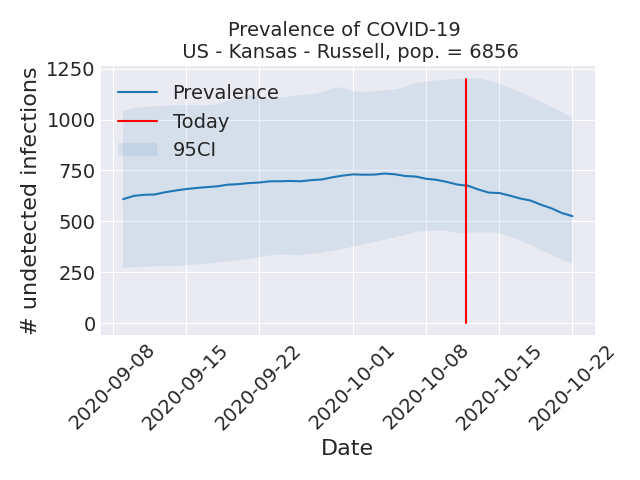 Prevalence of COVID-19
US - Kansas - Russell, pop. = 6856
# undetected infections
1250
1000
750
500
250
0
Prevalence
Today
95CI
2020-09-08
2020-09-15
2020-09-22
2020-10-01
2020-10-08
2020-10-15
2020-10-22
Date